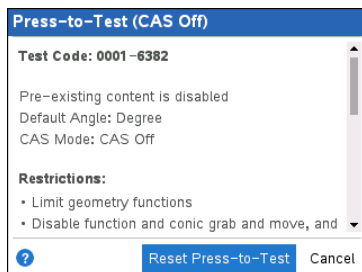 Press-to-Test (CAS Off)
Test Code: 0001-6382
Pre-existing content is disabled
Default Angle: Degree
CAS Mode: CAS Off
Restrictions:
• Limit geometry functions
• Disable function and conic grab and move, and
? Reset Press-to-Test Cancel